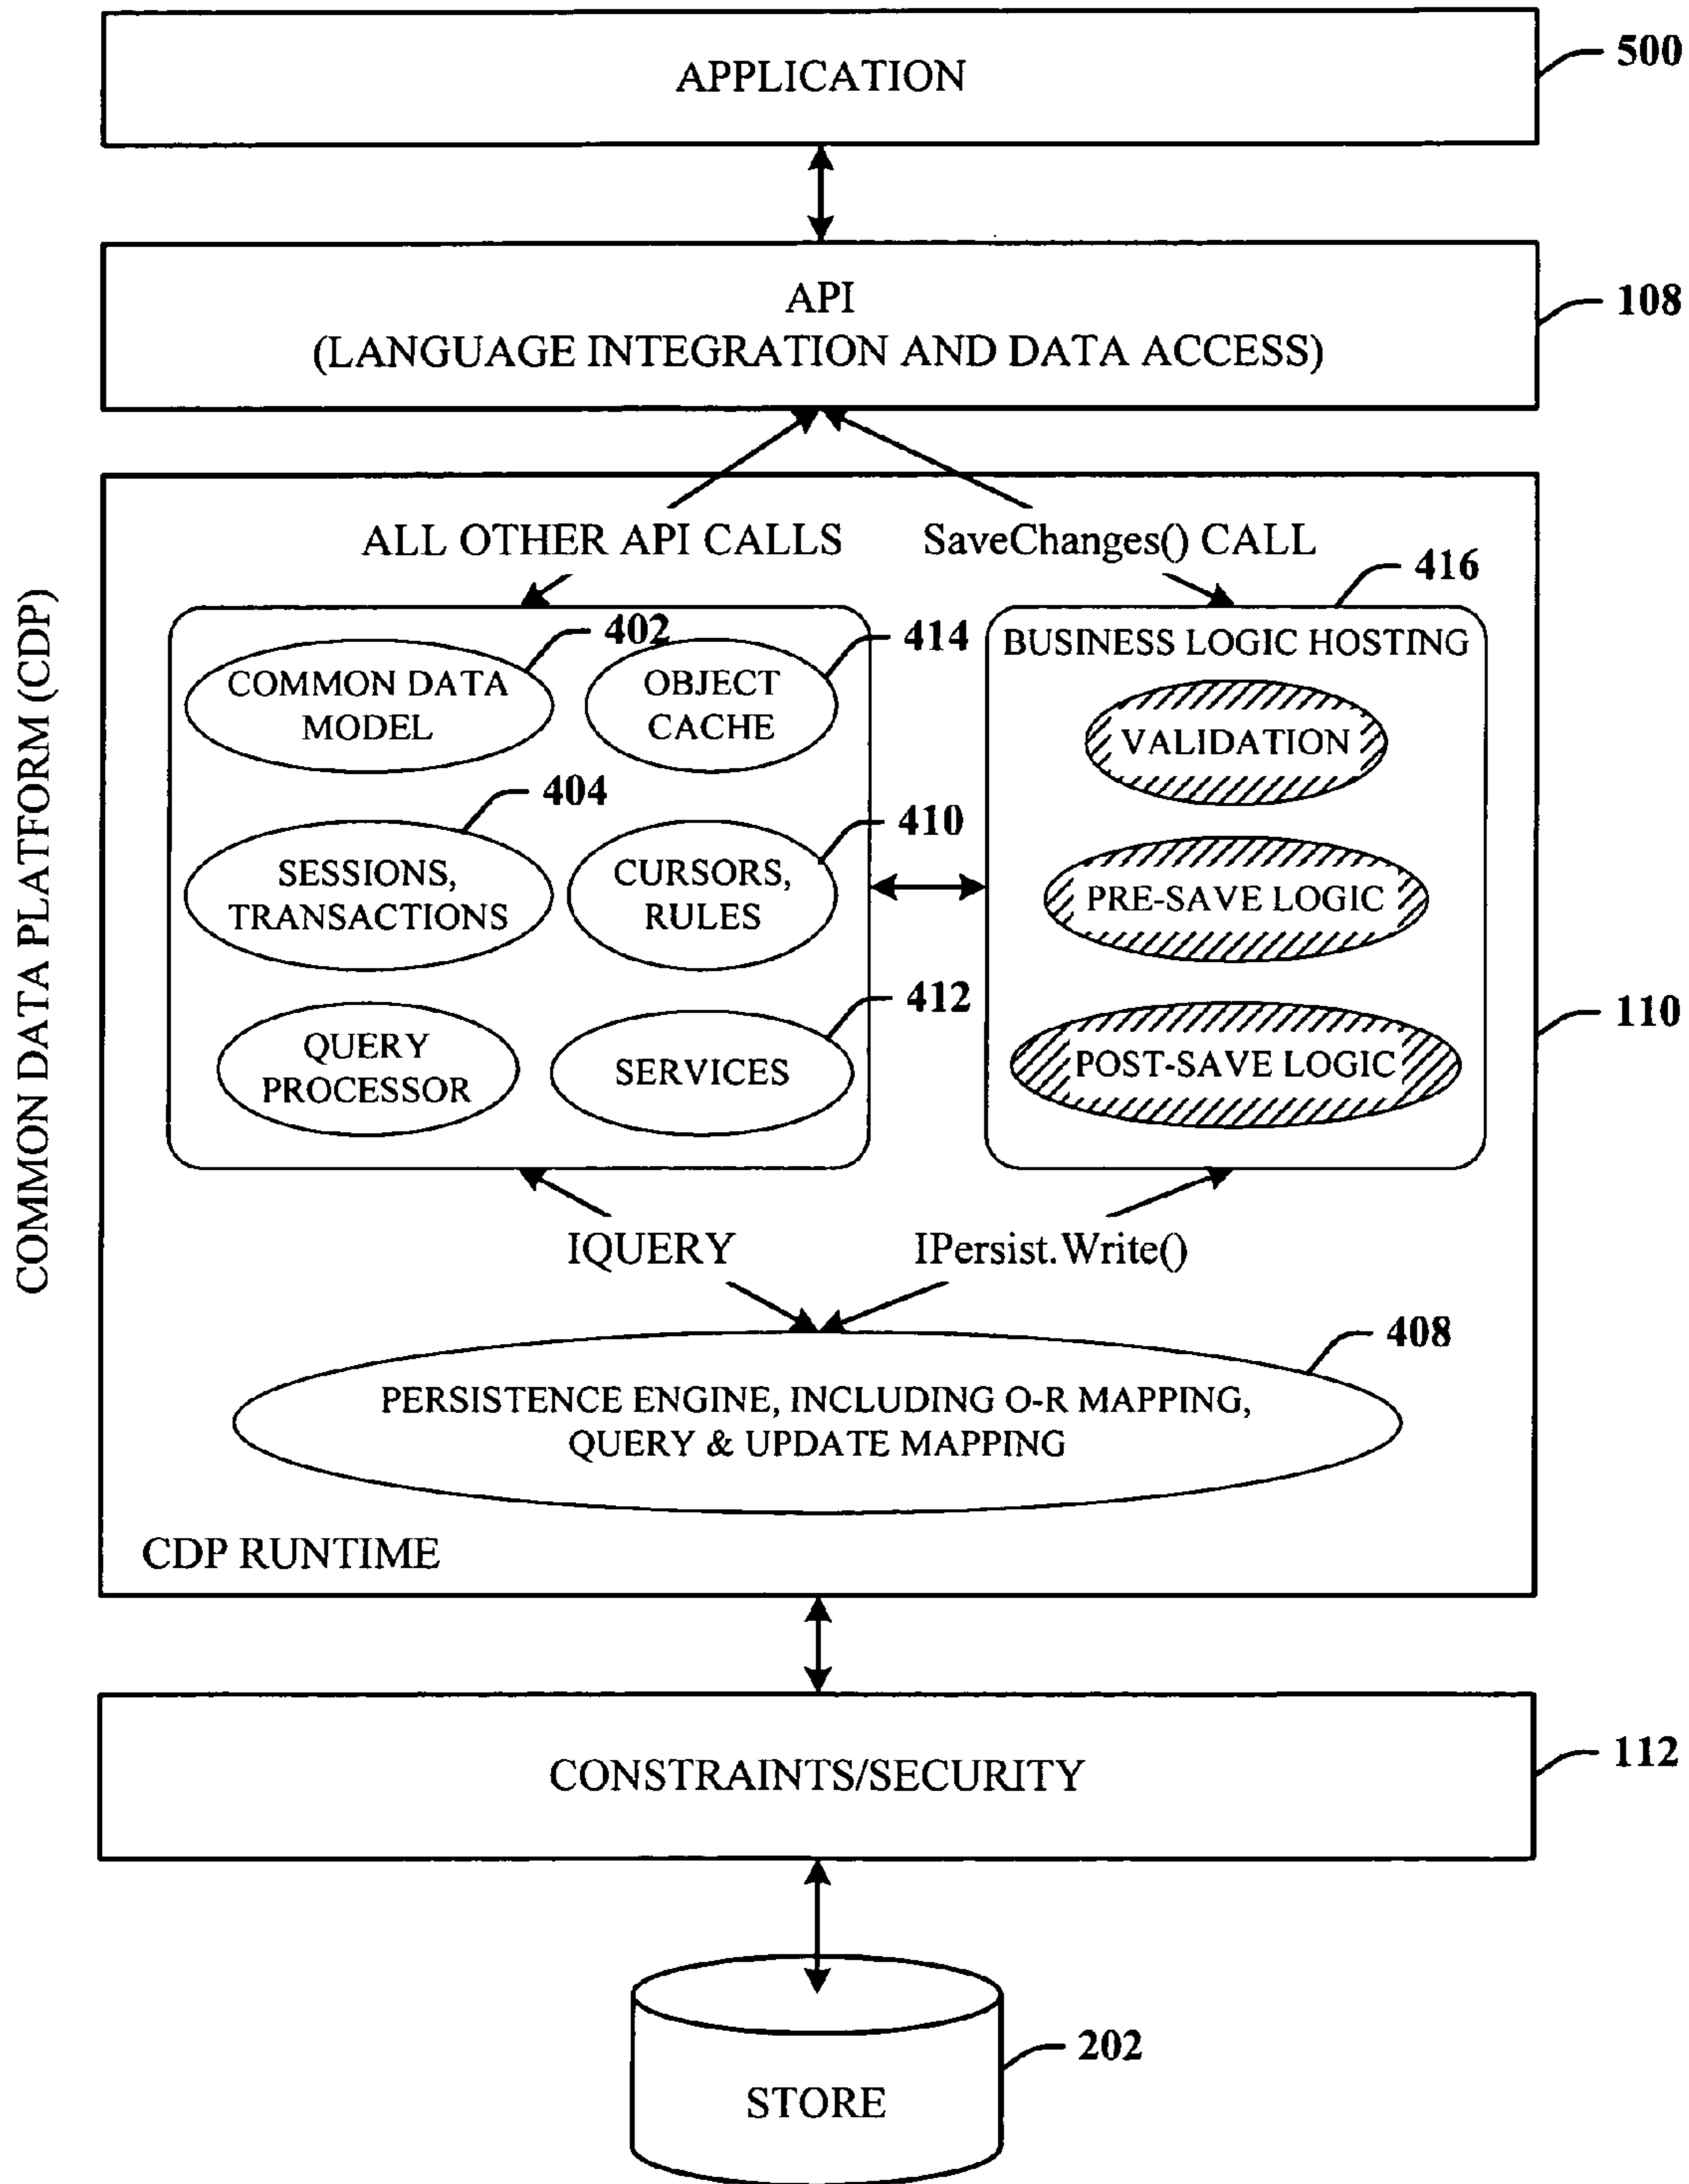 APPLICATION
500
API
(LANGUAGE INTEGRATION AND DATA ACCESS)
108
COMMON DATA PLATFORM (CDP)
ALL OTHER API CALLS
SaveChanges() CALL
416
402
414
COMMON DATA
MODEL
OBJECT
CACHE
404
410
SESSIONS,
TRANSACTIONS
CURSORS,
RULES
412
QUERY
PROCESSOR
SERVICES
BUSINESS LOGIC HOSTING
VALIDATION
PRE-SAVE LOGIC
POST-SAVE LOGIC
110
IQUERY
IPersist.Write()
408
PERSISTENCE ENGINE, INCLUDING O-R MAPPING,
QUERY & UPDATE MAPPING
CDP RUNTIME
CONSTRAINTS/SECURITY
112
202
STORE